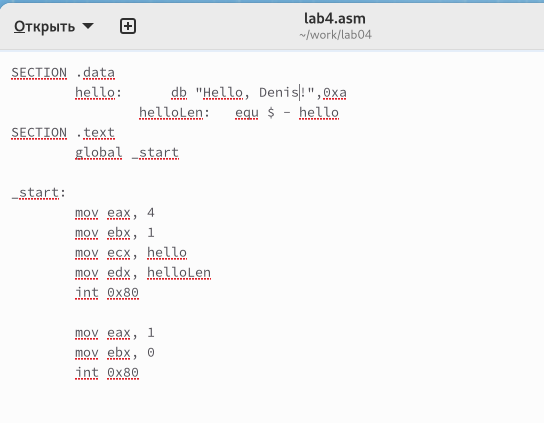 Открыть
lab4.asm
~/work/lab04
SECTION .data
hello: db "Hello, Denis!",0xa
helloLen: equ $ - hello
SECTION .text
global _start
_start:
mov eax, 4
mov ebx, 1
mov ecx, hello
mov edx, helloLen
int 0x80
mov eax, 1
mov ebx, 0
int 0x80